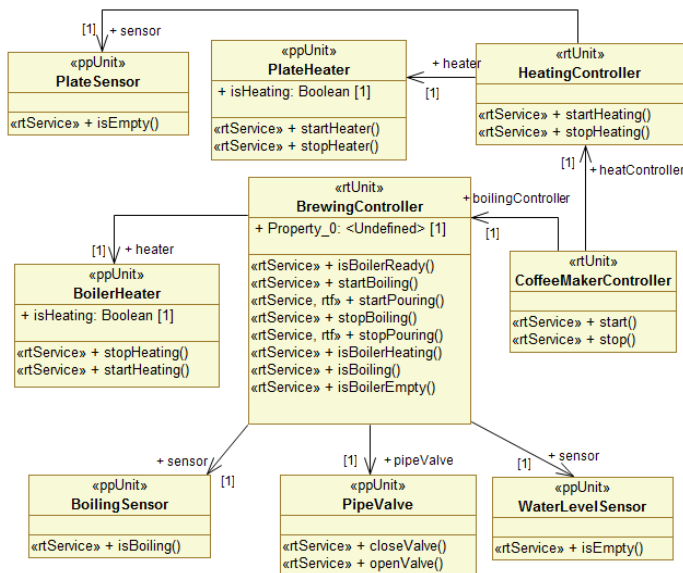 [1] + sensor
«ppUnit»
PlateSensor
«rtService» + isEmpty()
«ppUnit»
PlateHeater
+ isHeating: Boolean [1]
«rtService» + startHeater()
«rtService» + stopHeater()
+ heater
[1]
«rtUnit»
HeatingController
«rtService» + startHeating()
«rtService» + stopHeating()
[1]
+ heatController
«rtUnit»
BrewingController
+ Property_0: <Undefined> [1]
«rtService» + isBoilerReady()
«rtService» + startBoiling()
«rtService, rtf» + startPouring()
«rtService» + stopBoiling()
«rtService, rtf» + stopPouring()
«rtService» + isBoilerHeating()
«rtService» + isBoiling()
«rtService» + isBoilerEmpty()
+ boilingController
[1]
«rtUnit»
CoffeeMakerController
«rtService» + start()
«rtService» + stop()
[1] + heater
«ppUnit»
BoilerHeater
+ isHeating: Boolean [1]
«rtService» + stopHeating()
«rtService» + startHeating()
+ sensor
[1]
«ppUnit»
BoilingSensor
«rtService» + isBoiling()
[1] + pipeValve
«ppUnit»
PipeValve
«rtService» + closeValve()
«rtService» + openValve()
+ sensor
[1]
«ppUnit»
WaterLevelSensor
«rtService» + isEmpty()